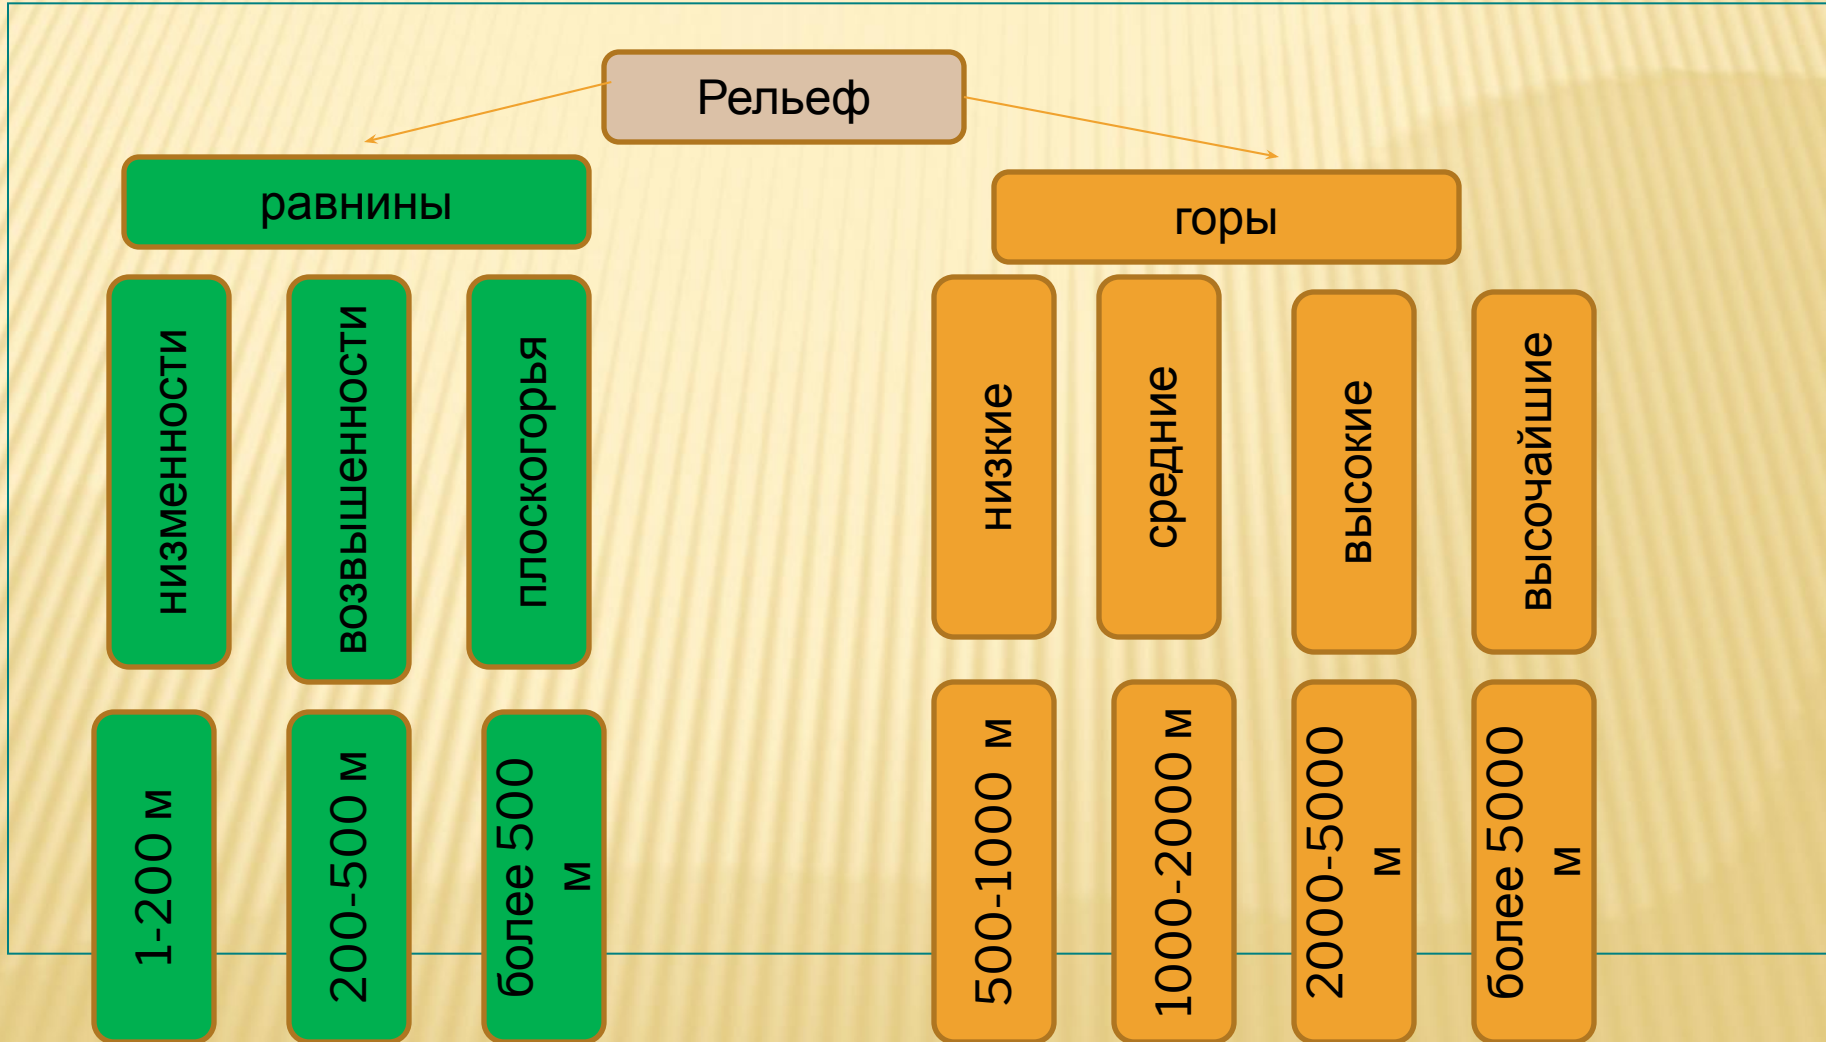 Рельеф
равнины
горы
низменности
возвышенности
плоскогорья
низкие
средние
высокие
высочайшие
1-200 м
200-500 м
более 500
м
500-1000 м
1000-2000 м
2000-5000
м
более 5000
м